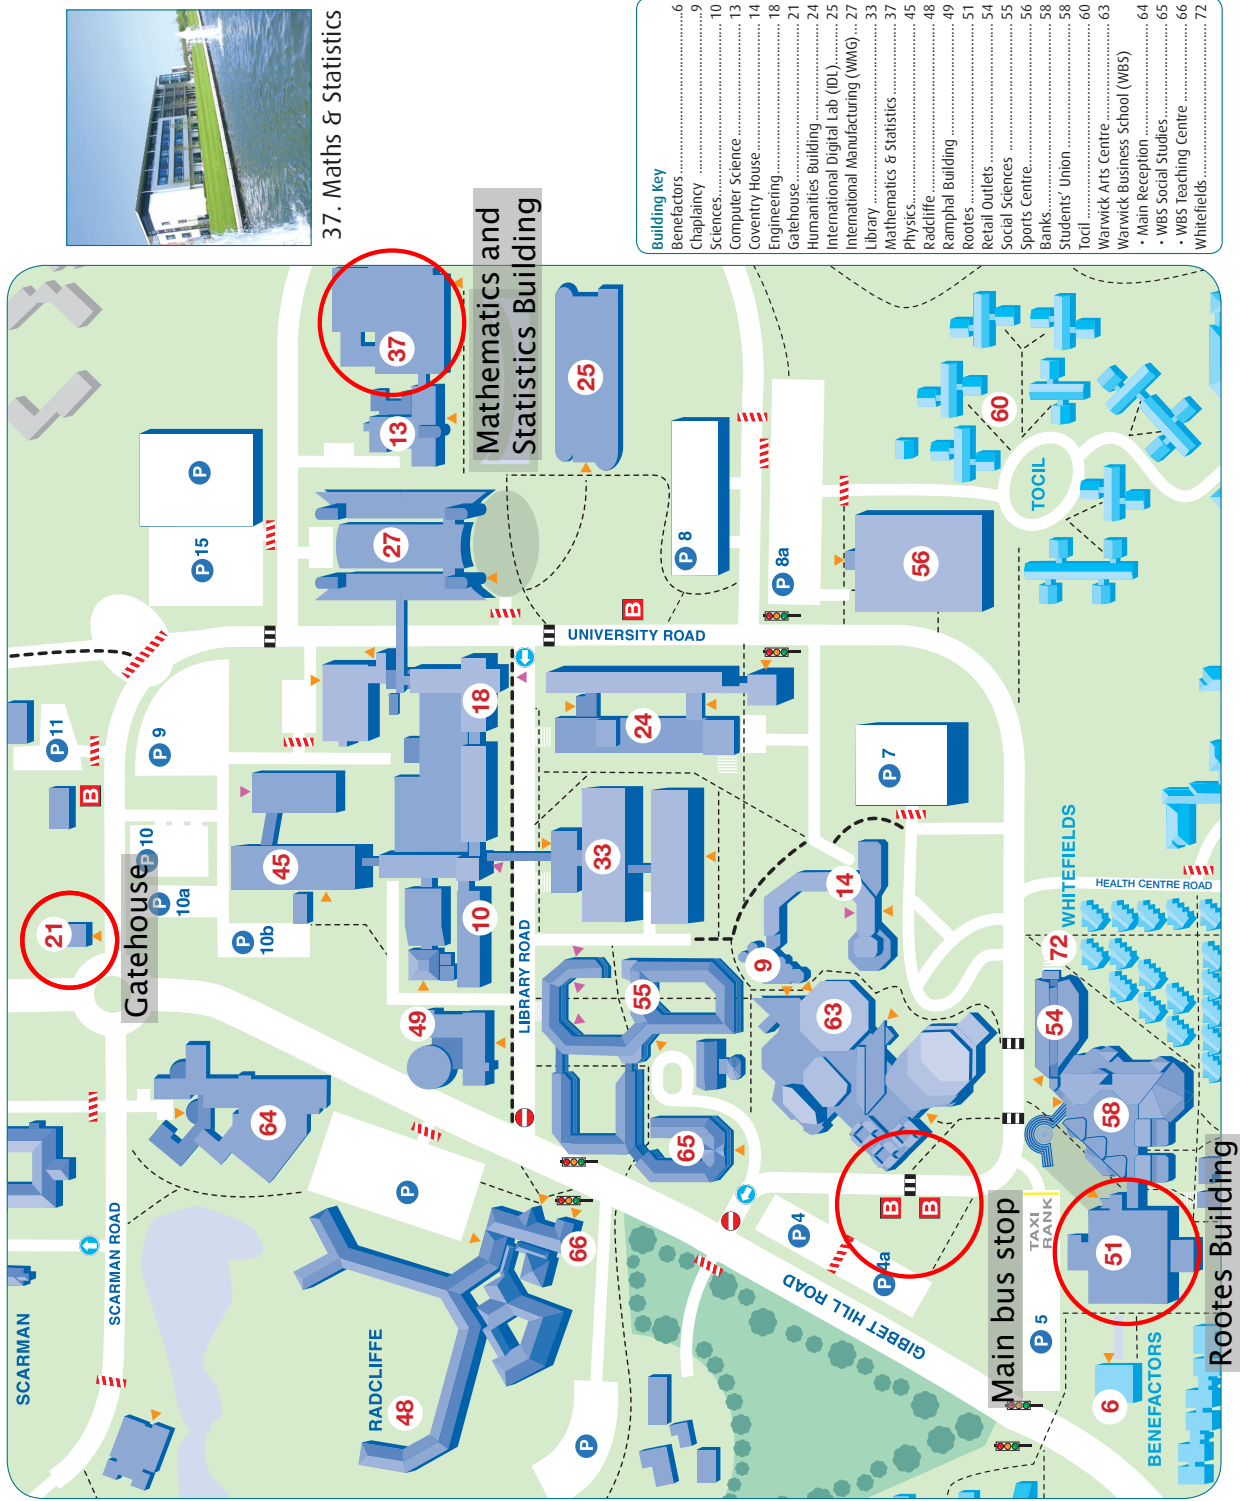 SCARMAN
21
P 11
B
SCARMAN ROAD
Gatehouse
P 10
P 9
P 10a
P 15
P
P 10b
64
45
RADCLIFFE
48
P
49
27
13
37
10
18
66
P
LIBRARY ROAD
55
33
24
UNIVERSITY ROAD
B
25
65
P 8
9
P 4
63
14
P 8a
P 4a
B
B
P 7
56
GIBBET HILL ROAD
Main bus stop
P 5
TAXI
RANK
54
72
WHITEFIELDS
TOCIL
60
6
51
58
HEALTH CENTRE ROAD
BENEFACTORS
Rootes Building
37. Maths & Statistics
Mathematics and
Statistics Building
Building Key
Benefactors 6
Chaplaincy 9
Sciences 10
Computer Science 13
Coventry House 14
Engineering 18
Gatehouse 21
Humanities Building 24
International Digital Lab (IDL) 25
International Manufacturing (WMG) 27
Library 33
Mathematics & Statistics 37
Physics 45
Radcliffe 48
Ramphal Building 49
Rootes 51
Retail Outlets 54
Social Sciences 55
Sports Centre 56
Banks 58
Students' Union 58
Tocil 60
Warwick Arts Centre 63
Warwick Business School (WBS)
• Main Reception 64
• WBS Social Studies 65
• WBS Teaching Centre 66
Whitefields 72